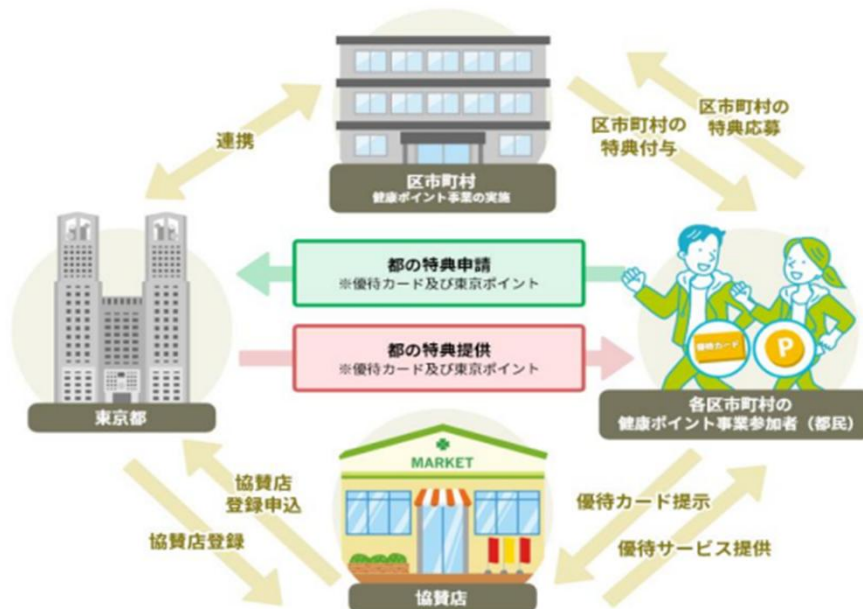 連携
区市町村
健康ポイント事業の実施
区市町村の
特典付与
区市町村の
特典応募
都の特典申請
※優待カード及び東京ポイント
都の特典提供
※優待カード及び東京ポイント
東京都
優待カード
P
各区市町村の
健康ポイント事業参加者（都民）
協賛店
登録申込
協賛店登録
MARKET
協賛店
優待カード提示
優待サービス提供